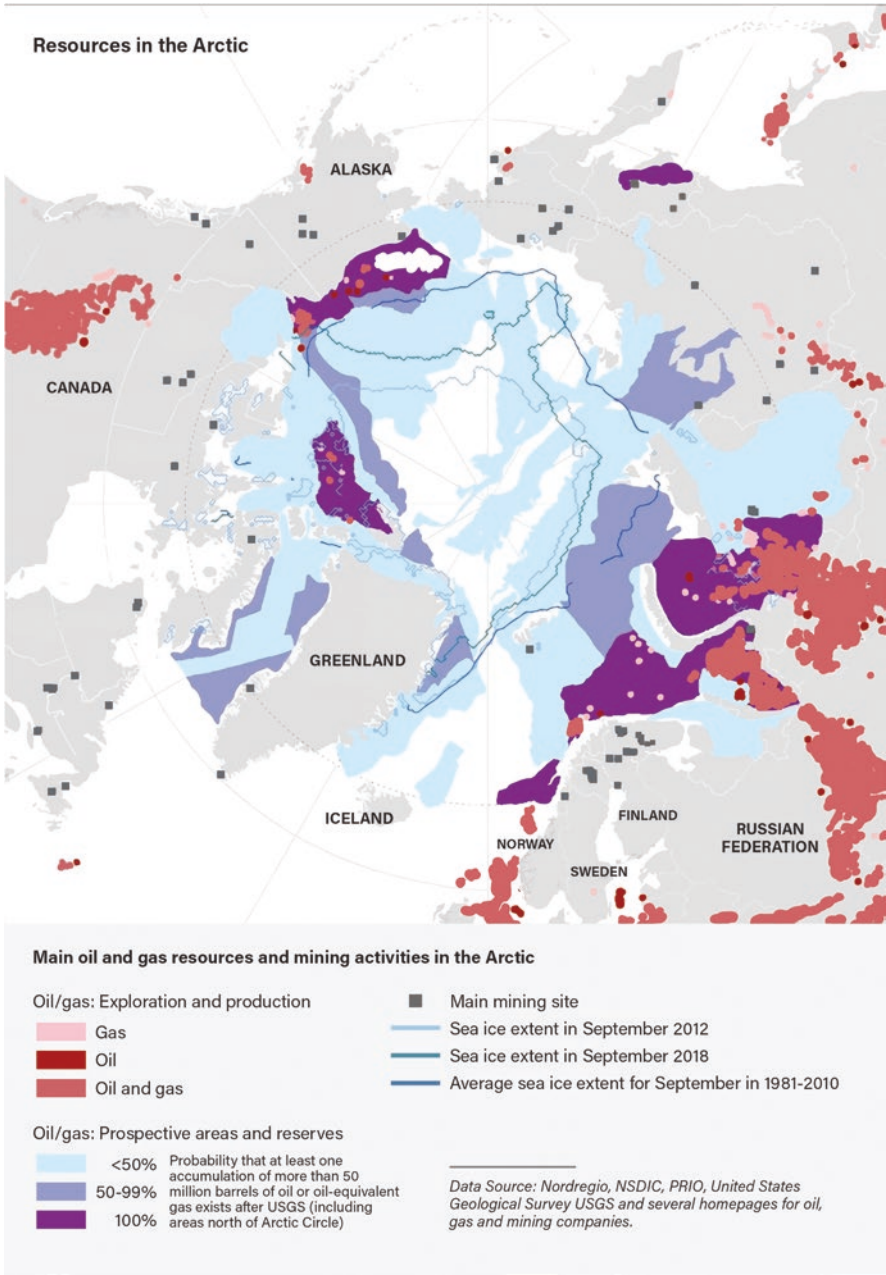 Resources in the Arctic
ALASKA
CANADA
GREENLAND
ICELAND
NORWAY
FINLAND
SWEDEN
RUSSIAN
FEDERATION
Main oil and gas resources and mining activities in the Arctic
Oil/gas: Exploration and production
Gas
Oil
Oil and gas
Oil/gas: Prospective areas and reserves
<50%
50-99%
100%
Probability that at least one
accumulation of more than 50
million barrels of oil or oil-equivalent
gas exists after USGS (including
areas north of Arctic Circle)
Main mining site
Sea ice extent in September 2012
Sea ice extent in September 2018
Average sea ice extent for September in 1981-2010
Data Source: Nordregio, NSDIC, PRIO, United States
Geological Survey USGS and several homepages for oil,
gas and mining companies.